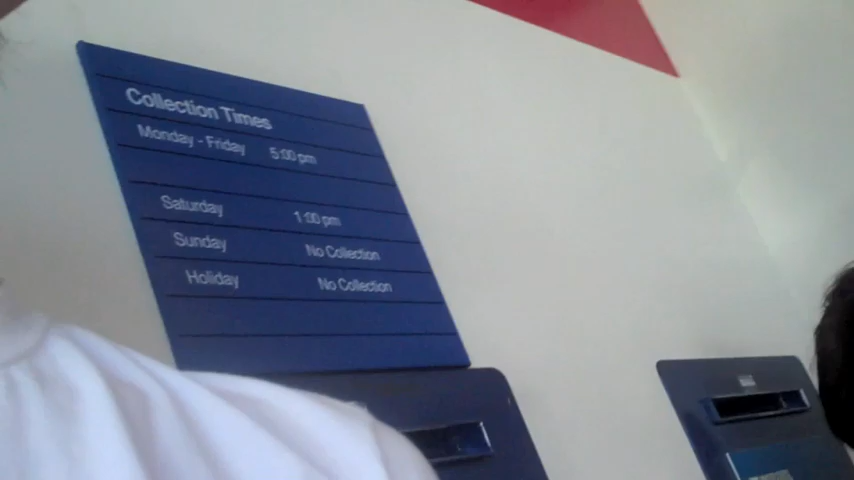 Collection Times
Monday - Friday 5:00 pm
Saturday 1:00 pm
Sunday No Collection
Holiday No Collection